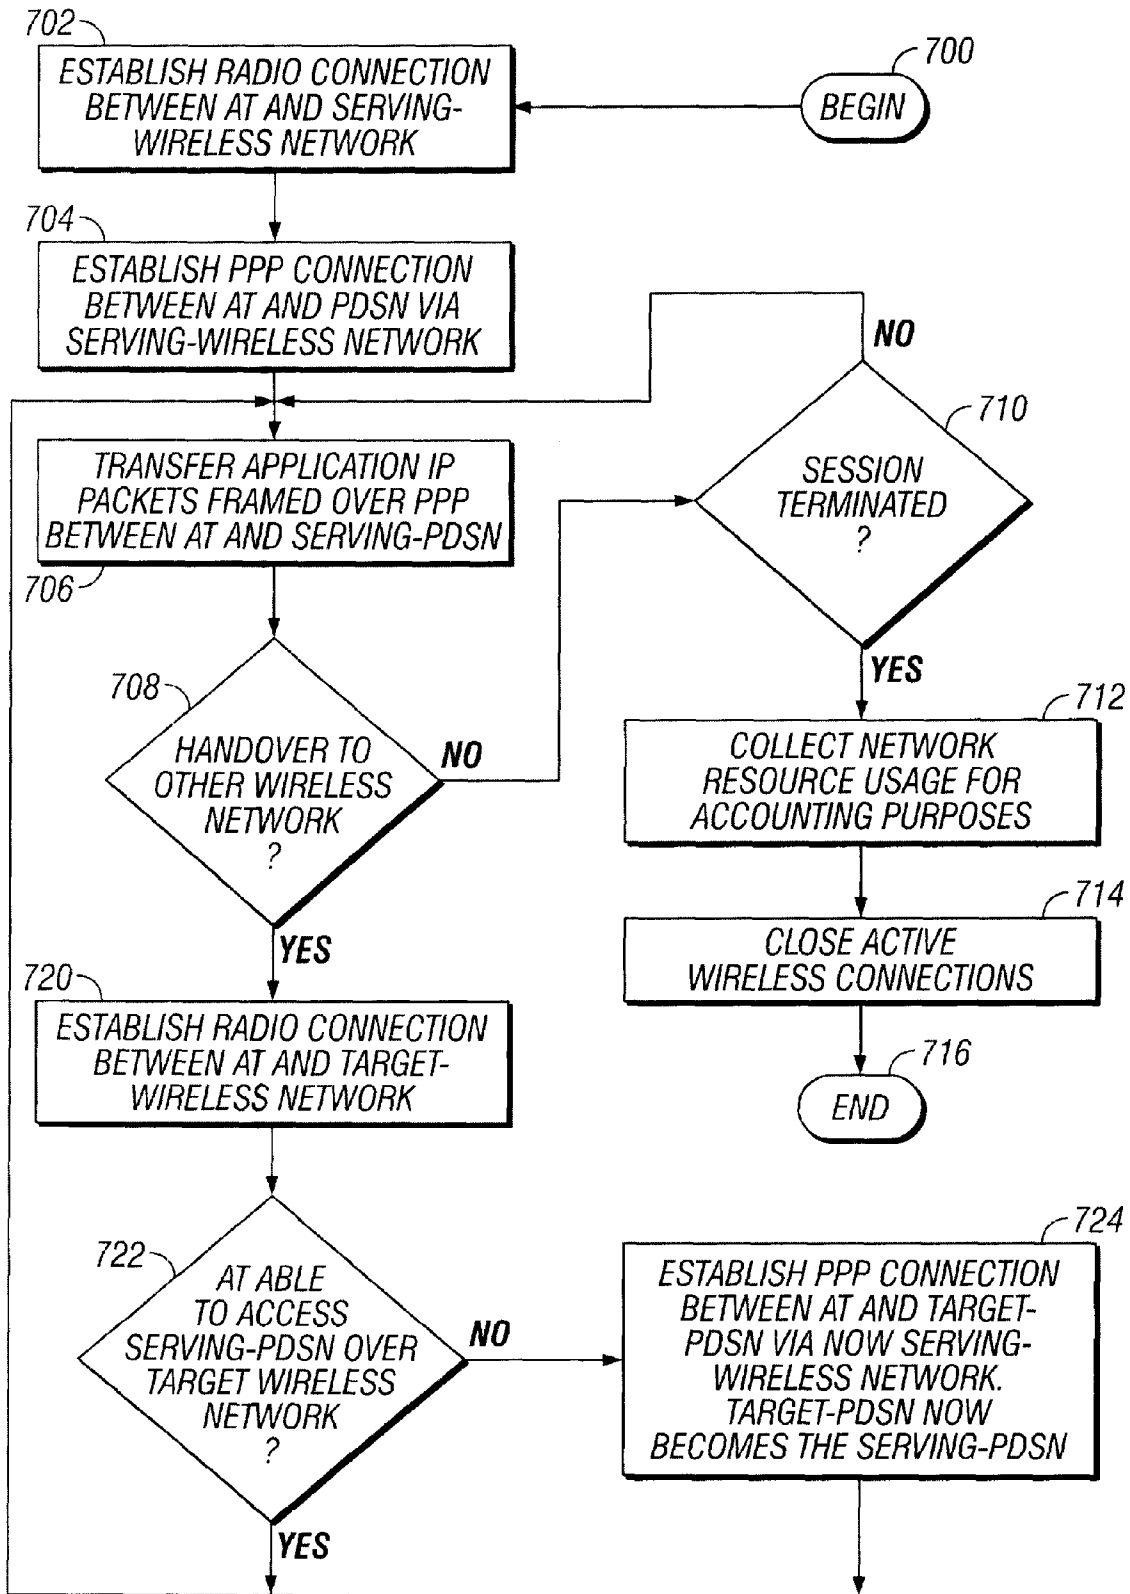 702
ESTABLISH RADIO CONNECTION
BETWEEN AT AND SERVING-
WIRELESS NETWORK
700
BEGIN
704
ESTABLISH PPP CONNECTION
BETWEEN AT AND PDSN VIA
SERVING-WIRELESS NETWORK
TRANSFER APPLICATION IP
PACKETS FRAMED OVER PPP
BETWEEN AT AND SERVING-PDSN
706
708
HANDOVER TO
OTHER WIRELESS
NETWORK
?
NO
YES
NO
710
SESSION
TERMINATED
?
YES
712
COLLECT NETWORK
RESOURCE USAGE FOR
ACCOUNTING PURPOSES
714
CLOSE ACTIVE
WIRELESS CONNECTIONS
716
END
720
ESTABLISH RADIO CONNECTION
BETWEEN AT AND TARGET-
WIRELESS NETWORK
722
AT ABLE
TO ACCESS
SERVING-PDSN OVER
TARGET WIRELESS
NETWORK
?
NO
YES
724
ESTABLISH PPP CONNECTION
BETWEEN AT AND TARGET-
PDSN VIA NOW SERVING-
WIRELESS NETWORK.
TARGET-PDSN NOW
BECOMES THE SERVING-PDSN